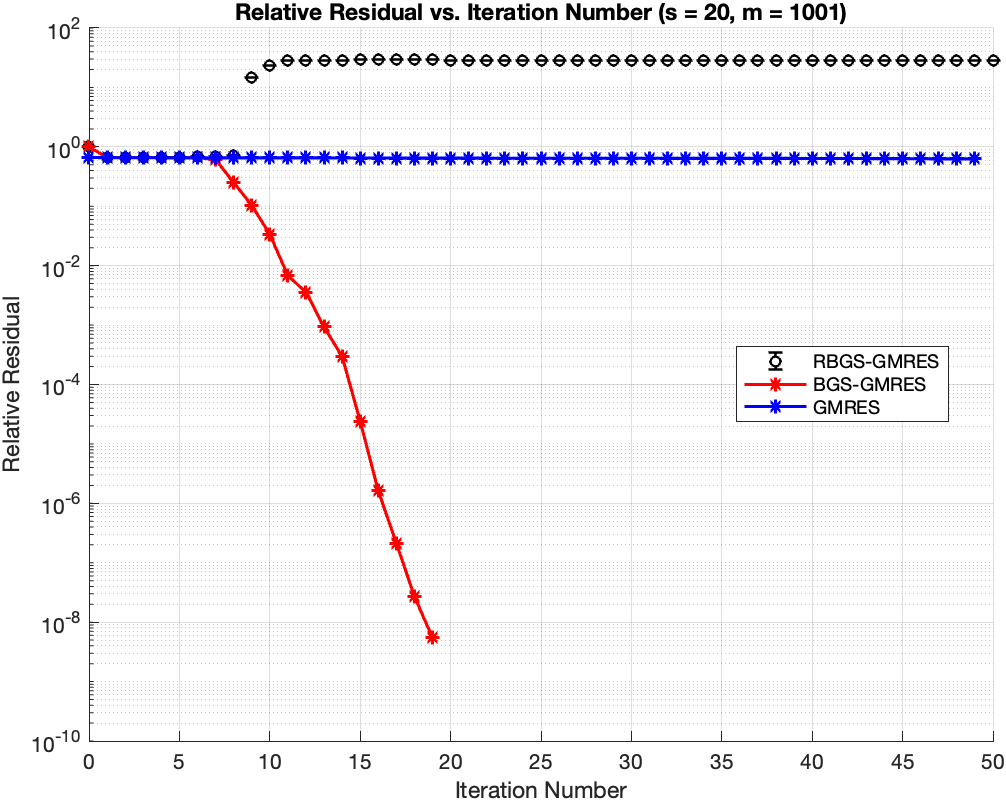 Relative Residual vs. Iteration Number (s = 20, m = 1001)
10^2
10^0
10^-2
10^-4
10^-6
10^-8
10^-10
Relative Residual
RBGS-GMRES
BGS-GMRES
GMRES
0 5 10 15 20 25 30 35 40 45 50
Iteration Number